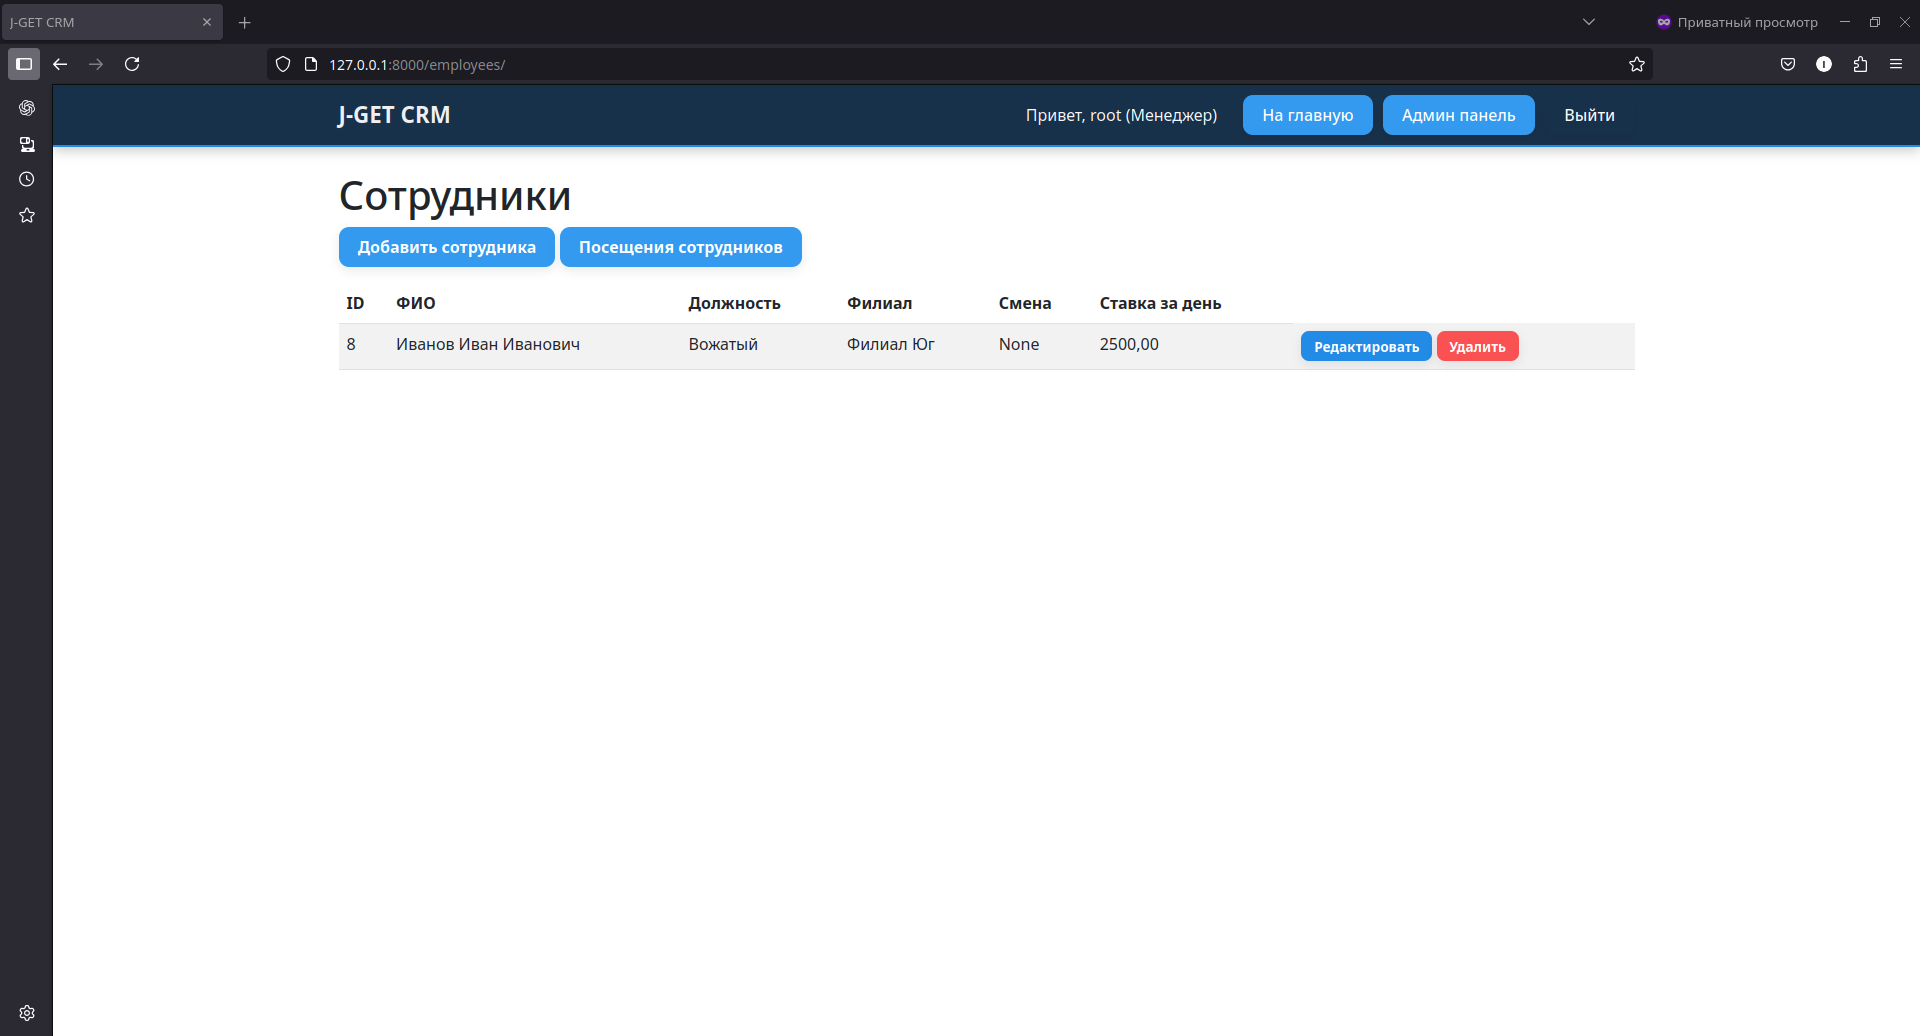 J-GET CRM
Приватный просмотр
127.0.0.1:8000/employees/
J-GET CRM
Привет, root (Менеджер)
На главную
Админ панель
Выйти
Сотрудники
Добавить сотрудника
Посещения сотрудников
ID ФИО Должность Филиал Смена Ставка за день
8 Иванов Иван Иванович Вожатый Филиал Юг None 2500,00 Редактировать Удалить